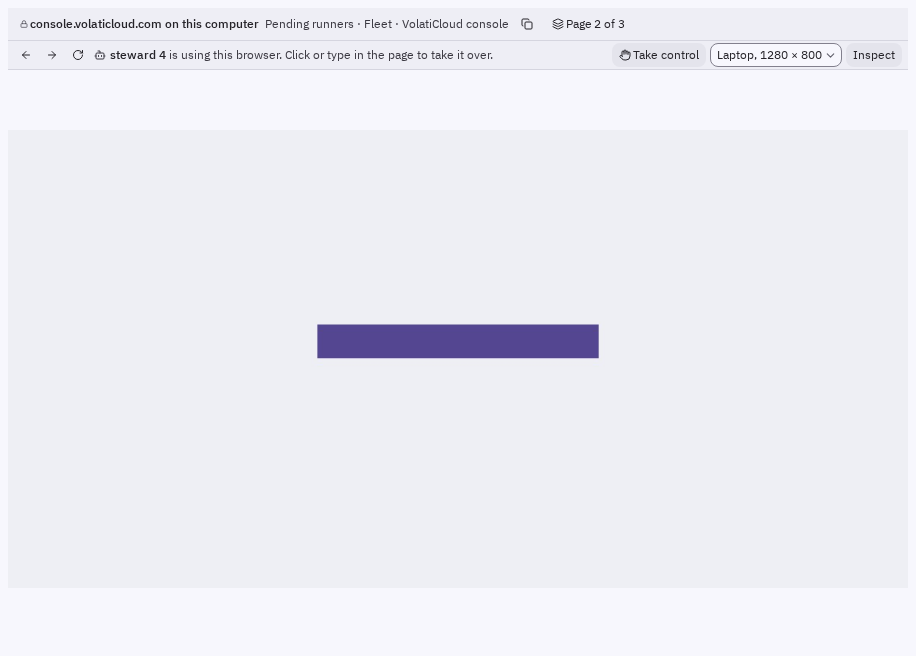 console.volaticloud.com on this computer Pending runners · Fleet · VolatiCloud console Page 2 of 3
steward 4 is using this browser. Click or type in the page to take it over. Take control Laptop, 1280 × 800 Inspect